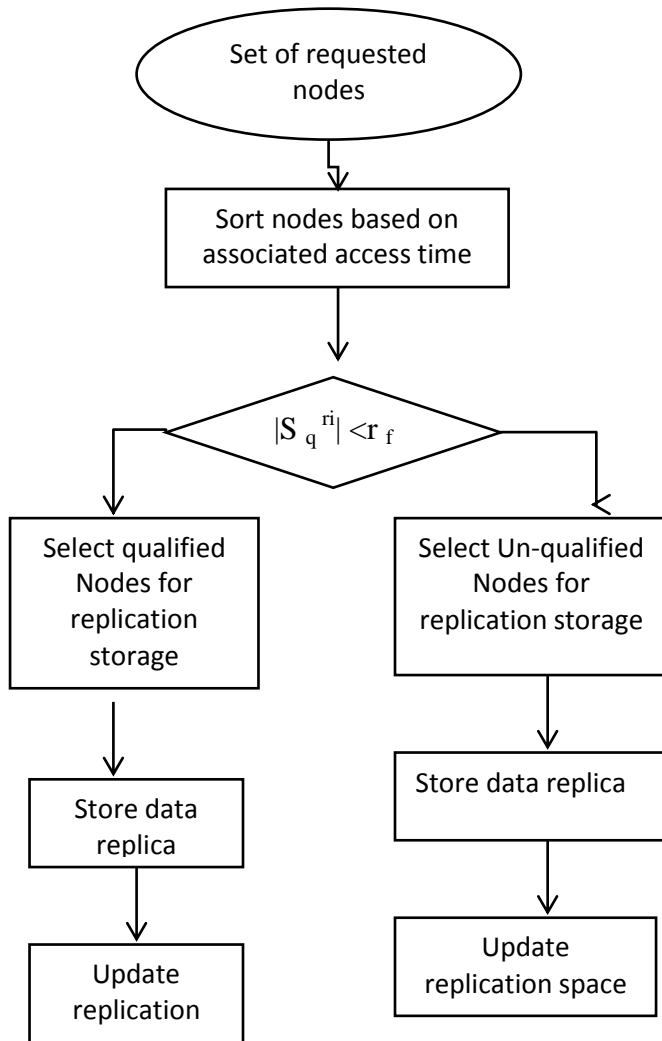 Set of requested
nodes
Sort nodes based on
associated access time
|S q ri| <r f
Select qualified
Nodes for
replication
storage
Select Un-qualified
Nodes for
replication storage
Store data
replica
Store data replica
Update
replication
Update
replication space